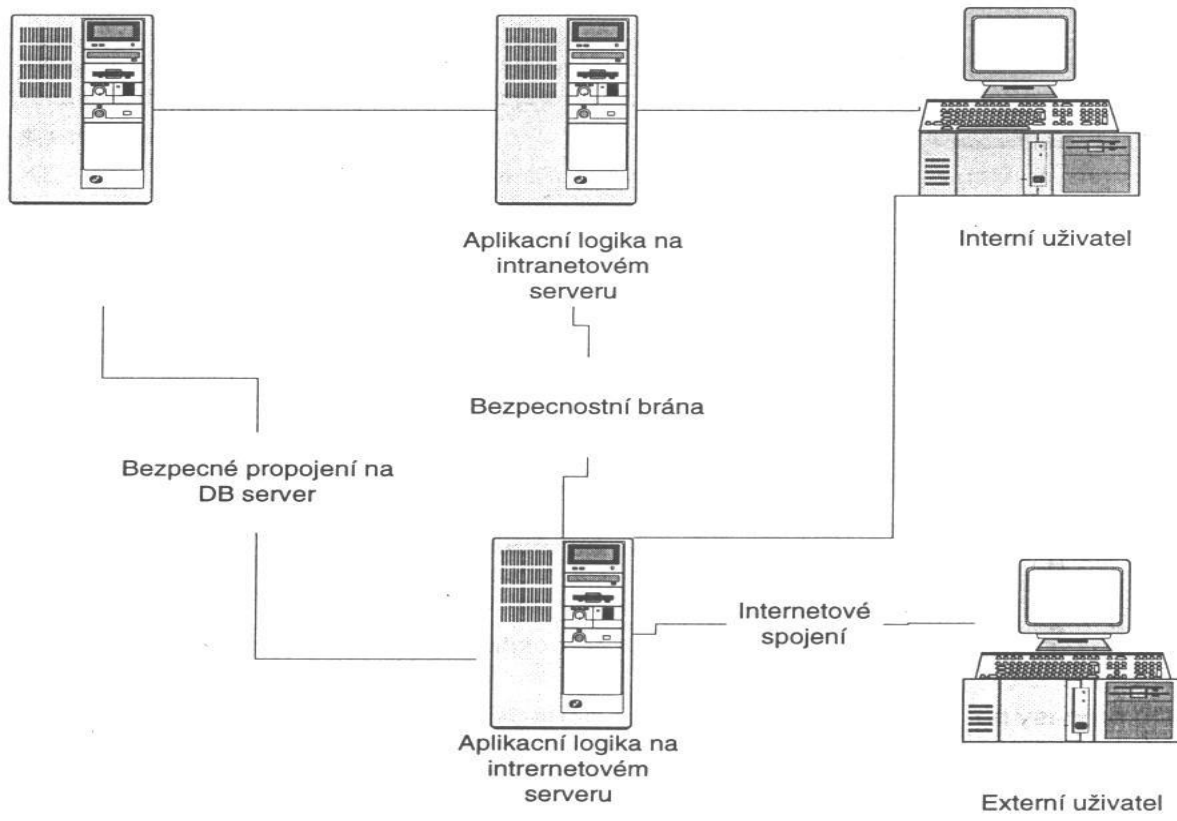 Aplikacní logika na
intranetovém
serveru
Interní uživatel
Bezpecnostní brána
Bezpecné propojení na
DB server
Internetové
spojení
Aplikacní logika na
intrernetovém
serveru
Externí uživatel